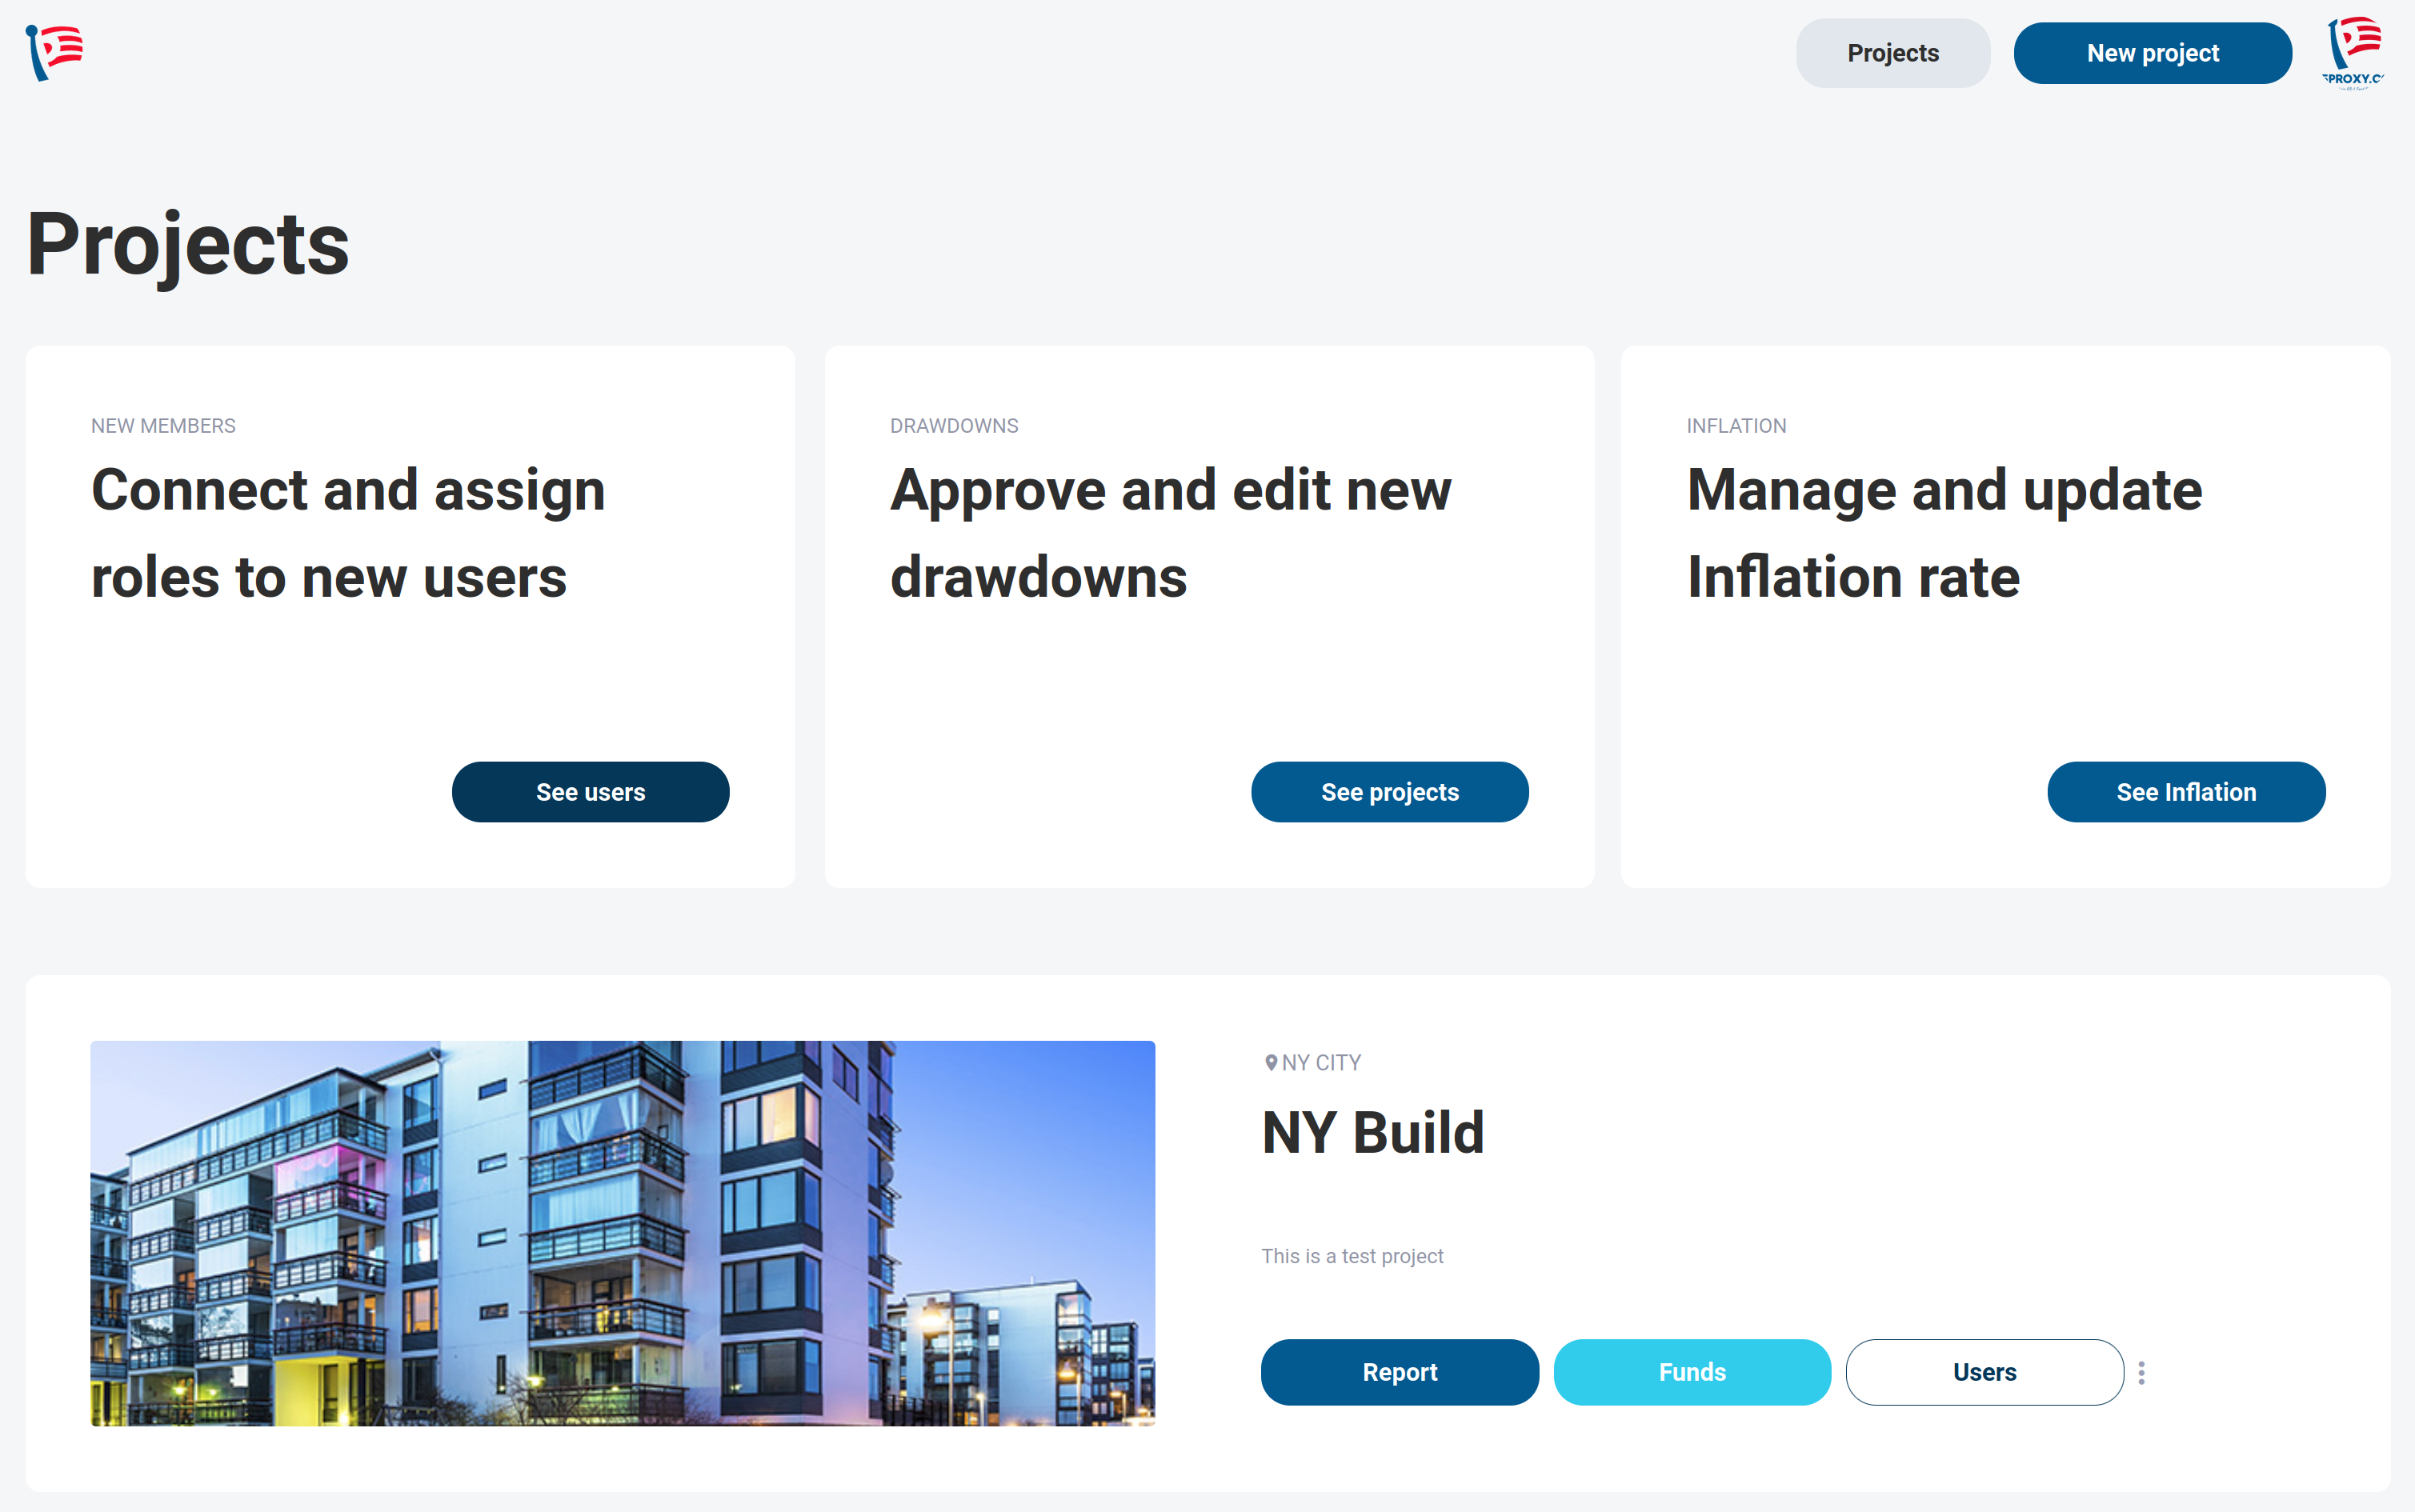 Projects
New project
PROXY.C
Projects
NEW MEMBERS
Connect and assign
roles to new users
See users
DRAWDOWNS
Approve and edit new
drawdowns
See projects
INFLATION
Manage and update
Inflation rate
See Inflation
NY CITY
NY Build
This is a test project
Report
Funds
Users